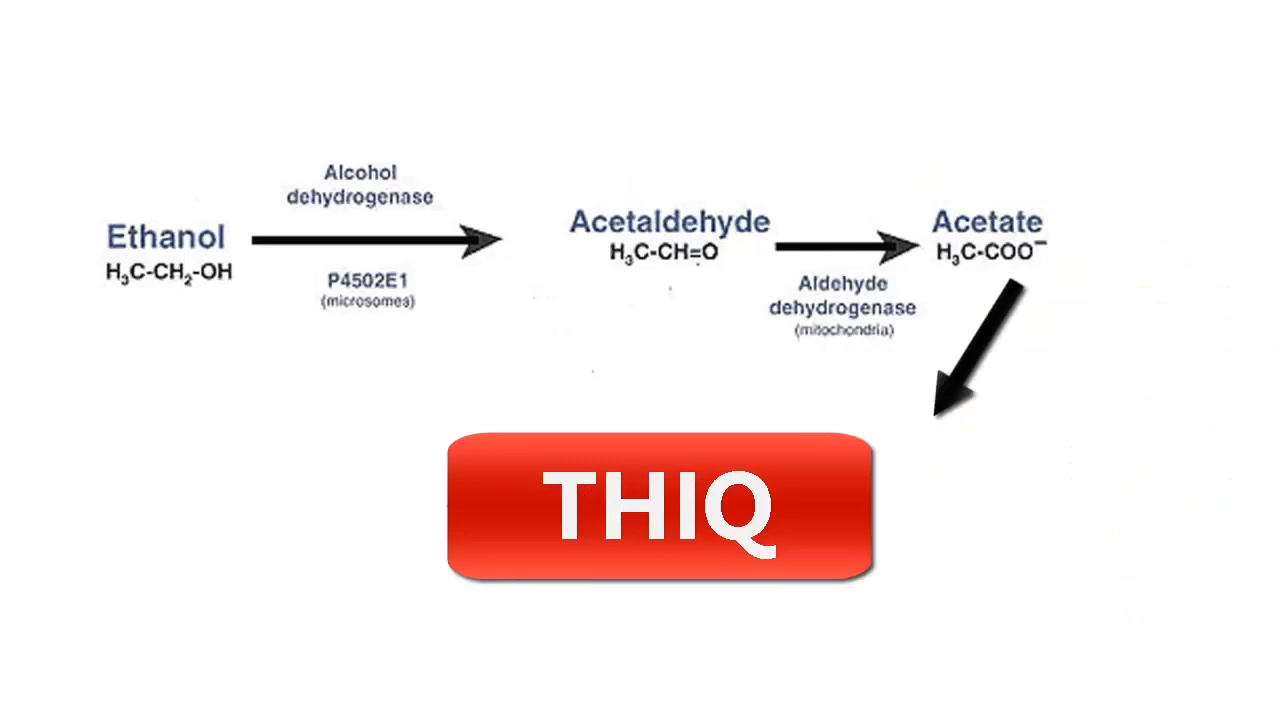 Alcohol
dehydrogenase
Ethanol
H₃C-CH₂-OH
P4502E1
(microsomes)
Acetaldehyde
H₃C-CH=O
Aldehyde
dehydrogenase
(mitochondria)
Acetate
H₃C-COO⁻
THIQ